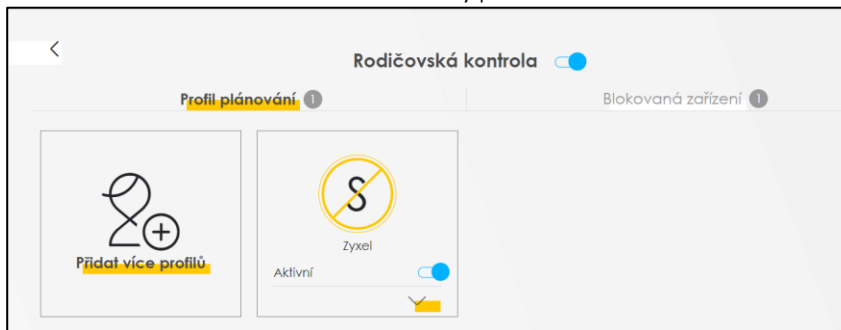 Rodičovská kontrola
Profil plánování 1
Blokovaná zařízení 1
Přidat více profilů
Zyxel
Aktivní